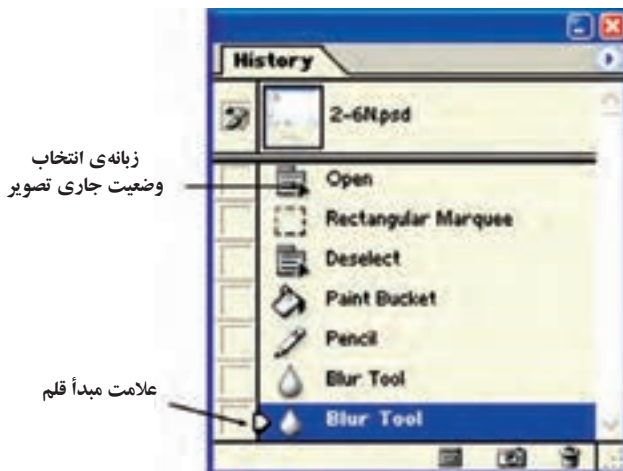 History
2-6N.psd
زبانه‌ی انتخاب
وضعیت جاری تصویر
Open
Rectangular Marquee
Deselect
Paint Bucket
Pencil
Blur Tool
علامت مبدأ قلم
Blur Tool